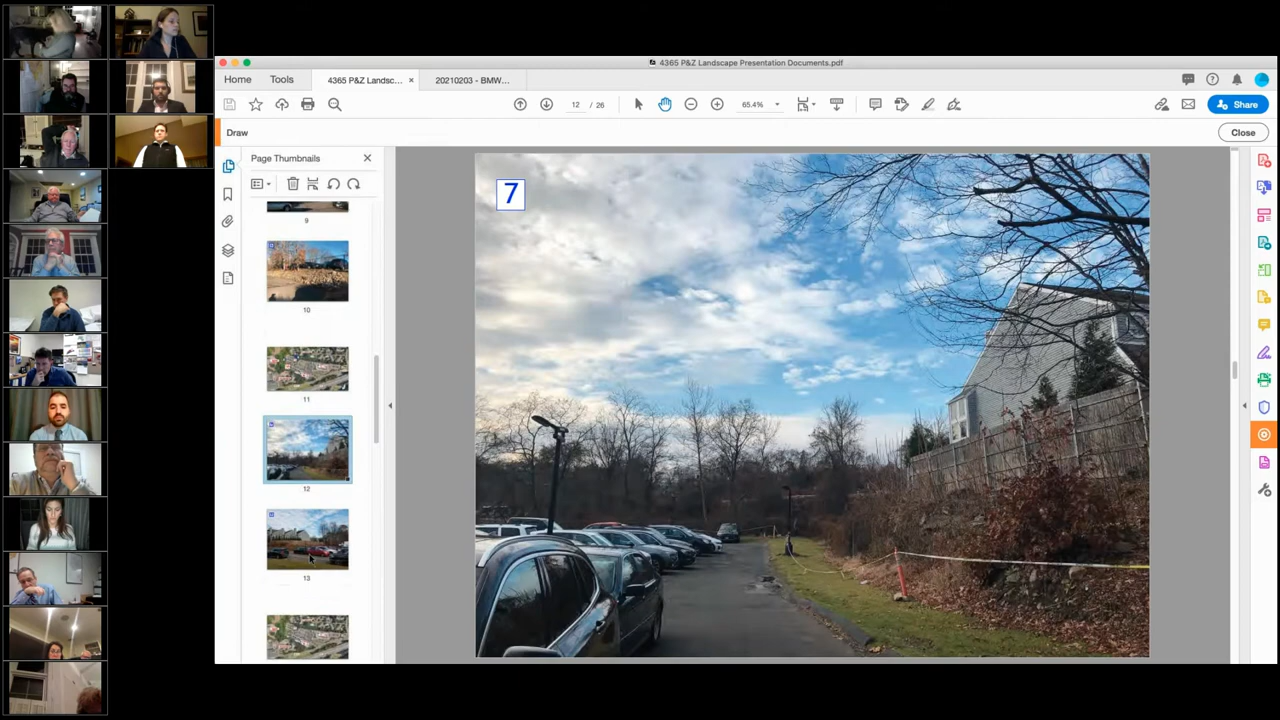 4365 P&Z Landscape Presentation Documents.pdf
Home
Tools
4365 P&Z Landsc...
20210203 - BMW...
12 / 26
65.4%
Share
Draw
Close
Page Thumbnails
9
10
11
12
13
7